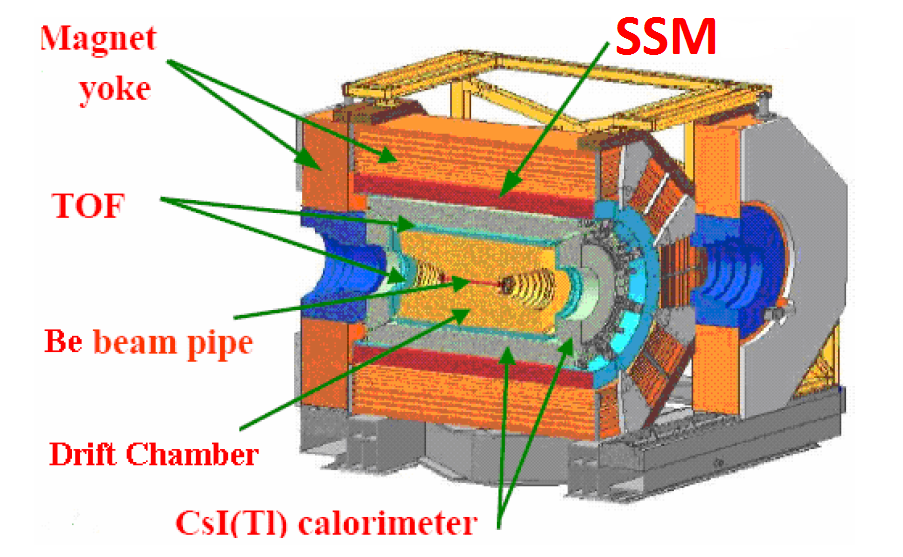 Magnet
yoke
SSM
TOF
Be beam pipe
Drift Chamber
CsI(Tl) calorimeter